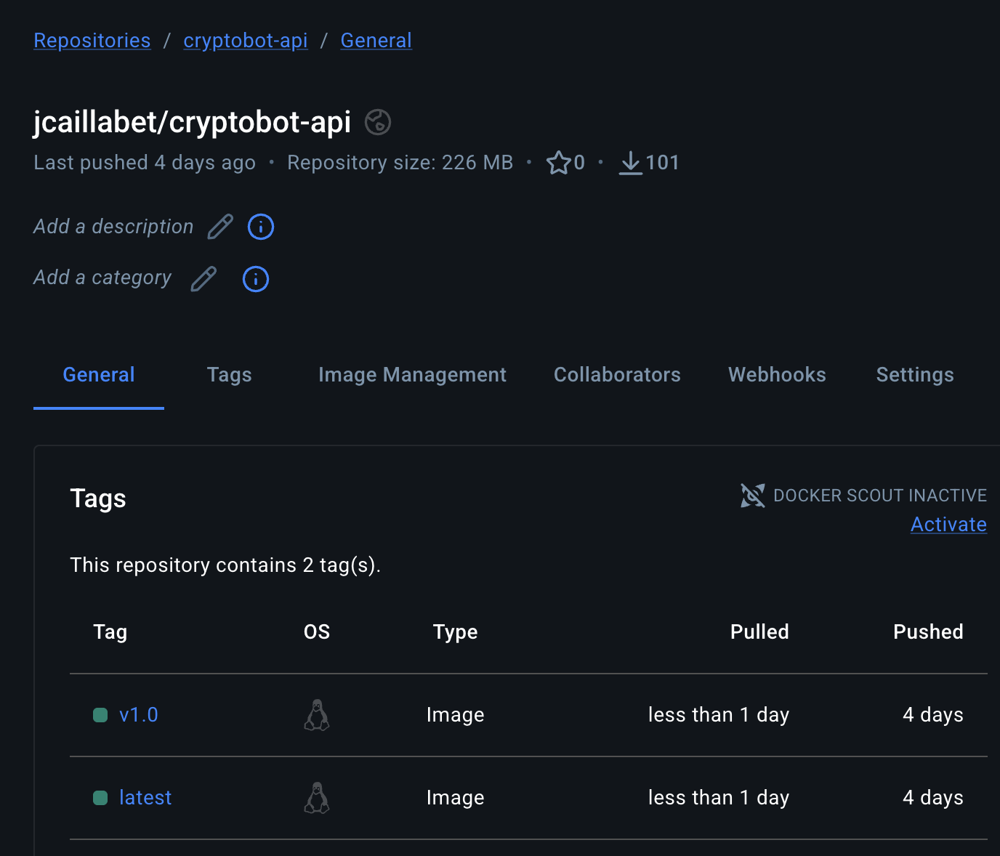 Repositories / cryptobot-api / General
jcaillabet/cryptobot-api
Last pushed 4 days ago • Repository size: 226 MB • 0 • 101
Add a description
Add a category
General Tags Image Management Collaborators Webhooks Settings
Tags
DOCKER SCOUT INACTIVE
Activate
This repository contains 2 tag(s).
Tag OS Type Pulled Pushed
v1.0 Image less than 1 day 4 days
latest Image less than 1 day 4 days